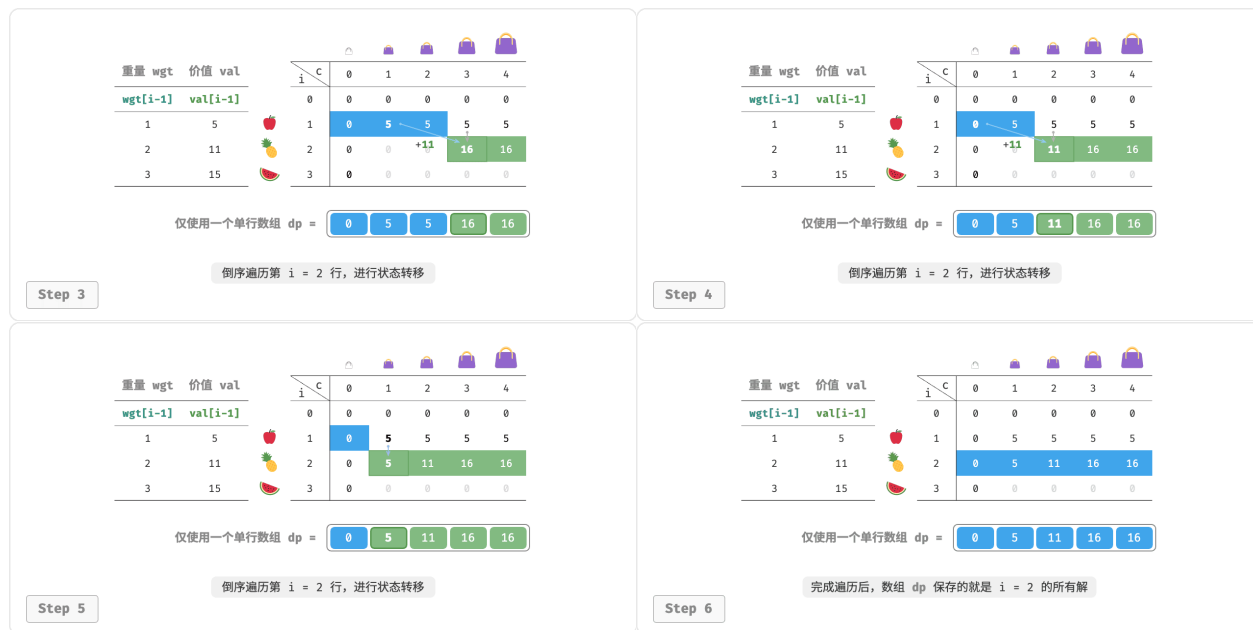 重量 wgt 价值 val
i C 0 1 2 3 4
wgt[i-1] val[i-1]
0 0 0 0 0 0
1 5
1 0 5 5 5 5
+11
2 11
2 0 0 0 16 16
3 15
3 0 0 0 0 0
仅使用一个单行数组 dp = 0 5 5 16 16
倒序遍历第 i = 2 行，进行状态转移
Step 3
重量 wgt 价值 val
i C 0 1 2 3 4
wgt[i-1] val[i-1]
0 0 0 0 0 0
1 5
1 0 5 5 5 5
+11
2 11
2 0 0 11 16 16
3 15
3 0 0 0 0 0
仅使用一个单行数组 dp = 0 5 11 16 16
倒序遍历第 i = 2 行，进行状态转移
Step 4
重量 wgt 价值 val
i C 0 1 2 3 4
wgt[i-1] val[i-1]
0 0 0 0 0 0
1 5
1 0 5 5 5 5
2 11
2 0 5 11 16 16
3 15
3 0 0 0 0 0
仅使用一个单行数组 dp = 0 5 11 16 16
倒序遍历第 i = 2 行，进行状态转移
Step 5
重量 wgt 价值 val
i C 0 1 2 3 4
wgt[i-1] val[i-1]
0 0 0 0 0 0
1 5
1 0 5 5 5 5
2 11
2 0 5 11 16 16
3 15
3 0 0 0 0 0
仅使用一个单行数组 dp = 0 5 11 16 16
完成遍历后，数组 dp 保存的就是 i = 2 的所有解
Step 6